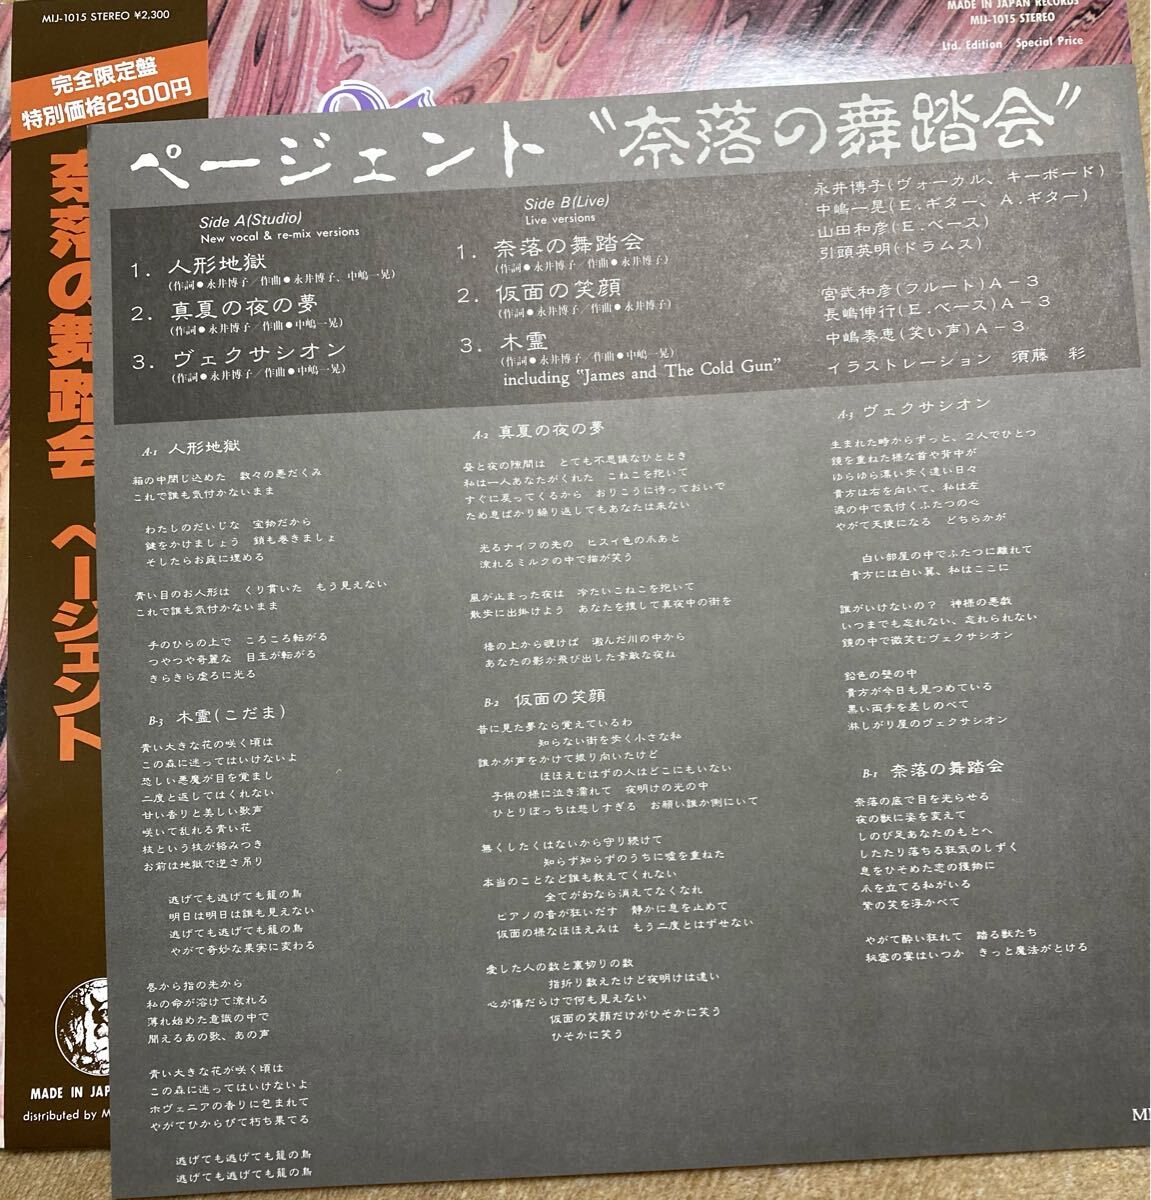 MIJ-1015 STEREO ¥2,300
完全限定盤
特別価格2300円
奈落の舞踏会 ページェント
MADE IN JAP
distributed by M
MADE IN JAPAN RECORDS
MIJ-1015 STEREO
Ltd. Edition / Special Price
ページェント “奈落の舞踏会”
Side A(Studio)
New vocal & re-mix versions
1. 人形地獄
(作詞●永井博子／作曲●永井博子、中嶋一晃)
2. 真夏の夜の夢
(作詞●永井博子／作曲●中嶋一晃)
3. ヴェクサシオン
(作詞●永井博子／作曲●中嶋一晃)
Side B(Live)
Live versions
1. 奈落の舞踏会
(作詞●永井博子／作曲●永井博子)
2. 仮面の笑顔
(作詞●永井博子／作曲●永井博子)
3. 木霊
(作詞●永井博子／作曲●中嶋一晃)
including “James and The Cold Gun”
永井博子(ヴォーカル、キーボード)
中嶋一晃(E.ギター、A.ギター)
山田和彦(E.ベース)
引頭英明(ドラムス)
宮武和彦(フルート)A－3
長嶋伸行(E.ベース)A－3
中嶋奏恵(笑い声)A－3
イラストレーション 須藤 彩
A-1 人形地獄
箱の中閉じ込めた 数々の悪だくみ
これで誰も気付かないまま
わたしのだいじな 宝物だから
鍵をかけましょう 鎖も巻きましょ
そしたらお庭に埋める
青い目のお人形は くり貫いた もう見えない
これで誰も気付かないまま
手のひらの上で ころころ転がる
つやつや奇麗な 目玉が転がる
きらきら虚ろに光る
B-3 木霊(こだま)
青い大きな花の咲く頃は
この森に迷ってはいけないよ
恐しい悪魔が目を覚まし
二度と返してはくれない
甘い香りと美しい歌声
咲いて乱れる青い花
枝という枝が絡みつき
お前は地獄で逆さ吊り
逃げても逃げても籠の鳥
明日は明日は誰も見えない
逃げても逃げても籠の鳥
やがて奇妙な果実に変わる
唇から指の先から
私の命が溶けて流れる
薄れ始めた意識の中で
聞えるあの歌、あの声
青い大きな花が咲く頃は
この森に迷ってはいけないよ
ホヴェニアの香りに包まれて
やがてひからびて朽ち果てる
逃げても逃げても籠の鳥
逃げても逃げても籠の鳥
A-2 真夏の夜の夢
昼と夜の隙間は とても不思議なひととき
私は一人あなたがくれた こねこを抱いて
すぐに戻ってくるから おりこうに待っておいで
ため息ばかり繰り返してもあなたは来ない
光るナイフの先の ヒスイ色の爪あと
流れるミルクの中で猫が笑う
風が止まった夜は 冷たいこねこを抱いて
散歩に出掛けよう あなたを捜して真夜中の街を
橋の上から覗けば 澱んだ川の中から
あなたの影が飛び出した素敵な夜ね
B-2 仮面の笑顔
昔に見た夢なら覚えているわ
知らない街を歩く小さな私
誰かが声をかけて振り向いたけど
ほほえむはずの人はどこにもいない
子供の様に泣き濡れて 夜明けの光の中
ひとりぼっちは悲しすぎる お願い誰か側にいて
無くしたくはないから守り続けて
知らず知らずのうちに嘘を重ねた
本当のことなど誰も教えてくれない
全てが幻なら消えてなくなれ
ピアノの音が狂いだす 静かに息を止めて
仮面の様なほほえみは もう二度とはずせない
愛した人の数と裏切りの数
指折り数えたけど夜明けは遠い
心が傷だらけで何も見えない
仮面の笑顔だけがひそかに笑う
ひそかに笑う
A-3 ヴェクサシオン
生まれた時からずっと、2人でひとつ
鏡を重ねた様な首や背中が
ゆらゆら漂い歩く遠い日々
貴方は右を向いて、私は左
涙の中で気付くふたつの心
やがて天使になる どちらかが
白い部屋の中でふたつに離れて
貴方には白い翼、私はここに
誰がいけないの？ 神様の悪戯
いつまでも忘れない、忘れられない
鏡の中で微笑むヴェクサシオン
鉛色の壁の中
貴方が今日も見つめている
黒い両手を差しのべて
淋しがり屋のヴェクサシオン
B-1 奈落の舞踏会
奈落の底で目を光らせる
夜の獣に姿を変えて
しのび足あなたのもとへ
したたり落ちる狂気のしずく
息をひそめた恋の獲物に
爪を立てる私がいる
紫の笑を浮かべて
やがて酔い狂れて 踊る獣たち
秘密の宴はいつか きっと魔法がとける